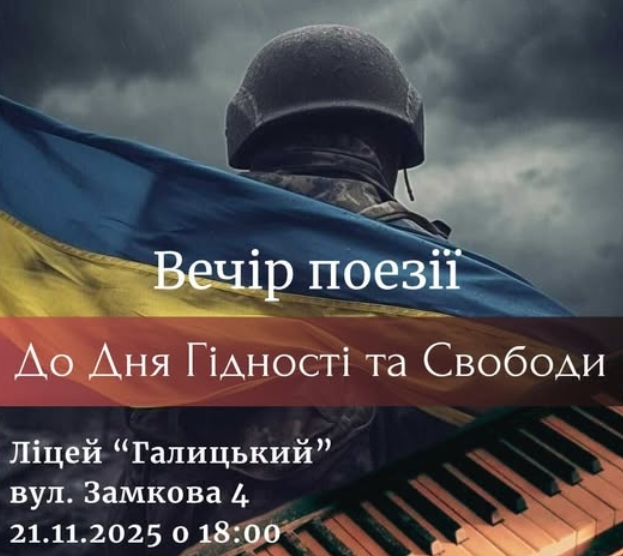 Вечір поезії
До Дня Гідності та Свободи
Ліцей “Галицький”
вул. Замкова 4
21.11.2025 о 18:00